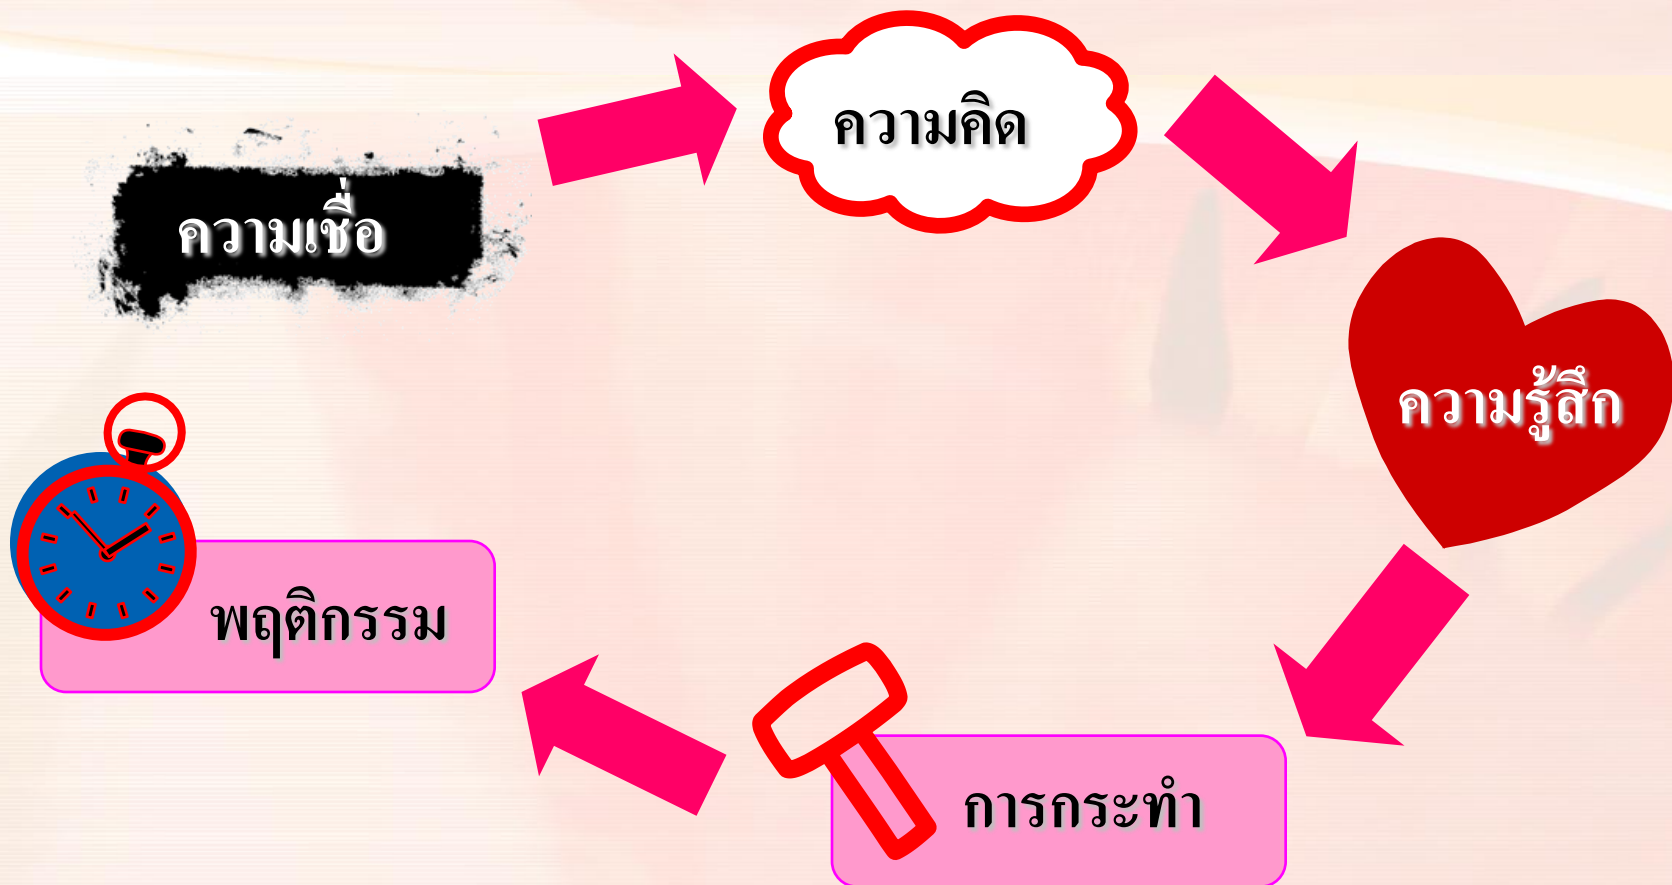 ความเชื่อ
ความคิด
ความรู้สึก
การกระทำ
พฤติกรรม